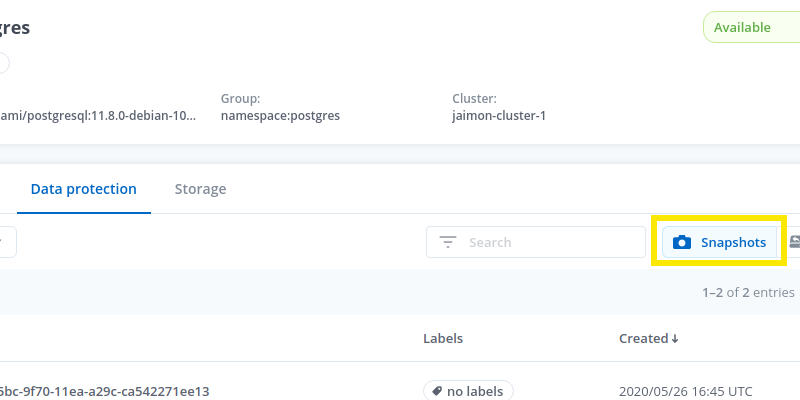 gres
Available
Group:
Cluster:
ami/postgresql:11.8.0-debian-10...
namespace:postgres
jaimon-cluster-1
Data protection
Storage
Search
Snapshots
1–2 of 2 entries
Labels
Created
5bc-9f70-11ea-a29c-ca542271ee13
no labels
2020/05/26 16:45 UTC